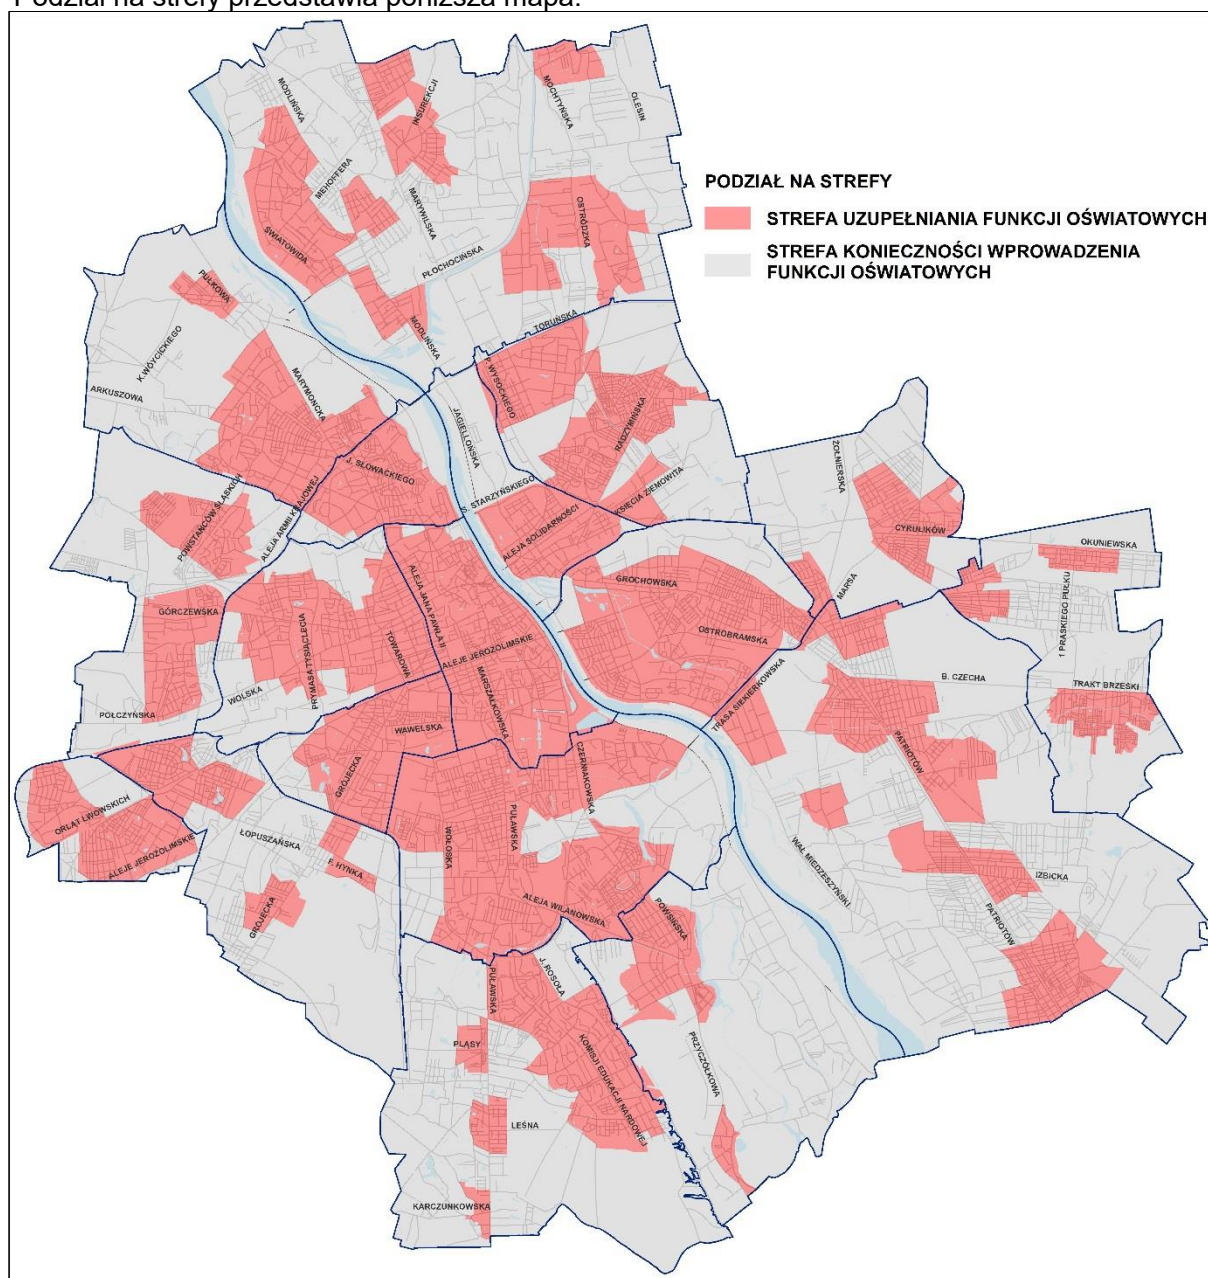 Podział na strefy przedstawia poniższa mapa:
MODLIŃSKA
INSUREKCJI
MOCHTYŃSKA
OLESIN
MEHOFFERA
MARYWILSKA
OSTRÓDZKA
ŚWIATOWIDA
PŁOCHOCIŃSKA
PODZIAŁ NA STREFY
STREFA UZUPEŁNIANIA FUNKCJI OŚWIATOWYCH
STREFA KONIECZNOŚCI WPROWADZENIA
FUNKCJI OŚWIATOWYCH
PUŁKOWA
MODLIŃSKA
TORUŃSKA
K.WÓYCICKIEGO
ARKUSZOWA
MARYMONCKA
P. WYSOCKIEGO
JAGIELLOŃSKA
RADZYMIŃSKA
ŻOŁNIERSKA
J. SŁOWACKIEGO
S. STARZYŃSKIEGO
KSIĘCIA ZIEMOWITA
POWSTAŃCÓW ŚLĄSKICH
ALEJA ARMII KRAJOWEJ
ALEJA SOLIDARNOŚCI
CYRULIKÓW
OKUNIEWSKA
GÓRCZEWSKA
ALEJA JANA PAWŁA II
GROCHOWSKA
MARSA
1 PRASKIEGO PUŁKU
PRYMASA TYSIĄCLECIA
TOWAROWA
ALEJE JEROZOLIMSKIE
OSTROBRAMSKA
B. CZECHA
TRAKT BRZESKI
WOLSKA
POŁCZYŃSKA
MARSZAŁKOWSKA
TRASA SIEKIERKOWSKA
WAWELSKA
GRÓJECKA
CZERNIAKOWSKA
PATRIOTÓW
ORLĄT LWOWSKICH
ALEJE JEROZOLIMSKIE
ŁOPUSZAŃSKA
F. HYNKA
WOŁOSKA
PUŁAWSKA
WAŁ MIEDZESZYŃSKI
IZBICKA
GRÓJECKA
ALEJA WILANOWSKA
POWSIŃSKA
PATRIOTÓW
PUŁAWSKA
J. ROSOŁA
PLĄSY
KOMISJI EDUKACJI NARDOWEJ
PRZYCZÓŁKOWA
LEŚNA
KARCZUNKOWSKA